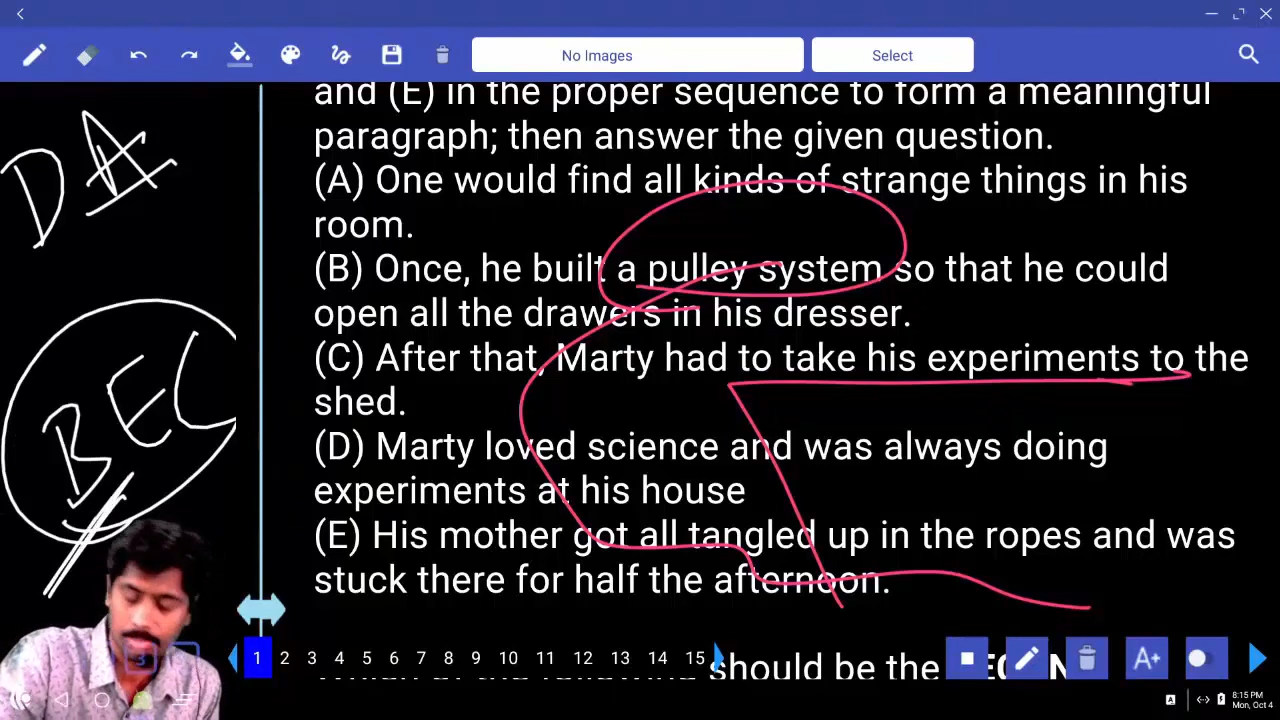 No Images
Select
and (E) in the proper sequence to form a meaningful
paragraph; then answer the given question.
(A) One would find all kinds of strange things in his
room.
(B) Once, he built a pulley system so that he could
open all the drawers in his dresser.
(C) After that, Marty had to take his experiments to the
shed.
(D) Marty loved science and was always doing
experiments at his house
(E) His mother got all tangled up in the ropes and was
stuck there for half the afternoon.
should be the
DA
BEC
1 2 3 4 5 6 7 8 9 10 11 12 13 14 15
A+
8:15 PM
Mon, Oct 4